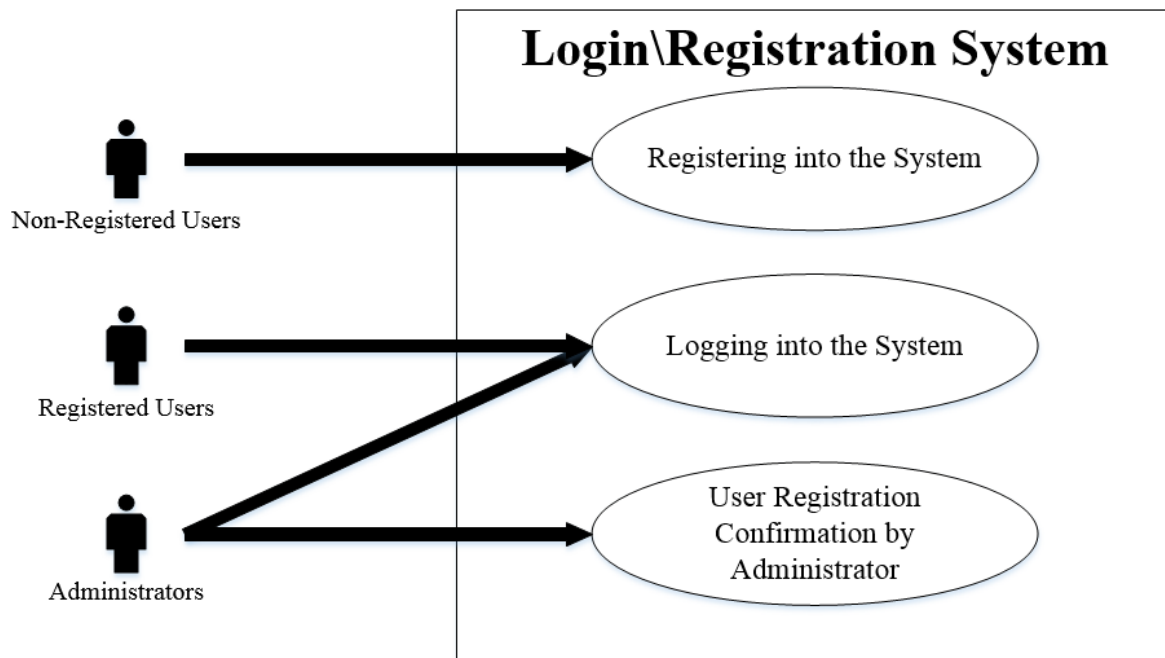 Login\Registration System
Registering into the System
Non-Registered Users
Logging into the System
Registered Users
User Registration
Confirmation by
Administrator
Administrators